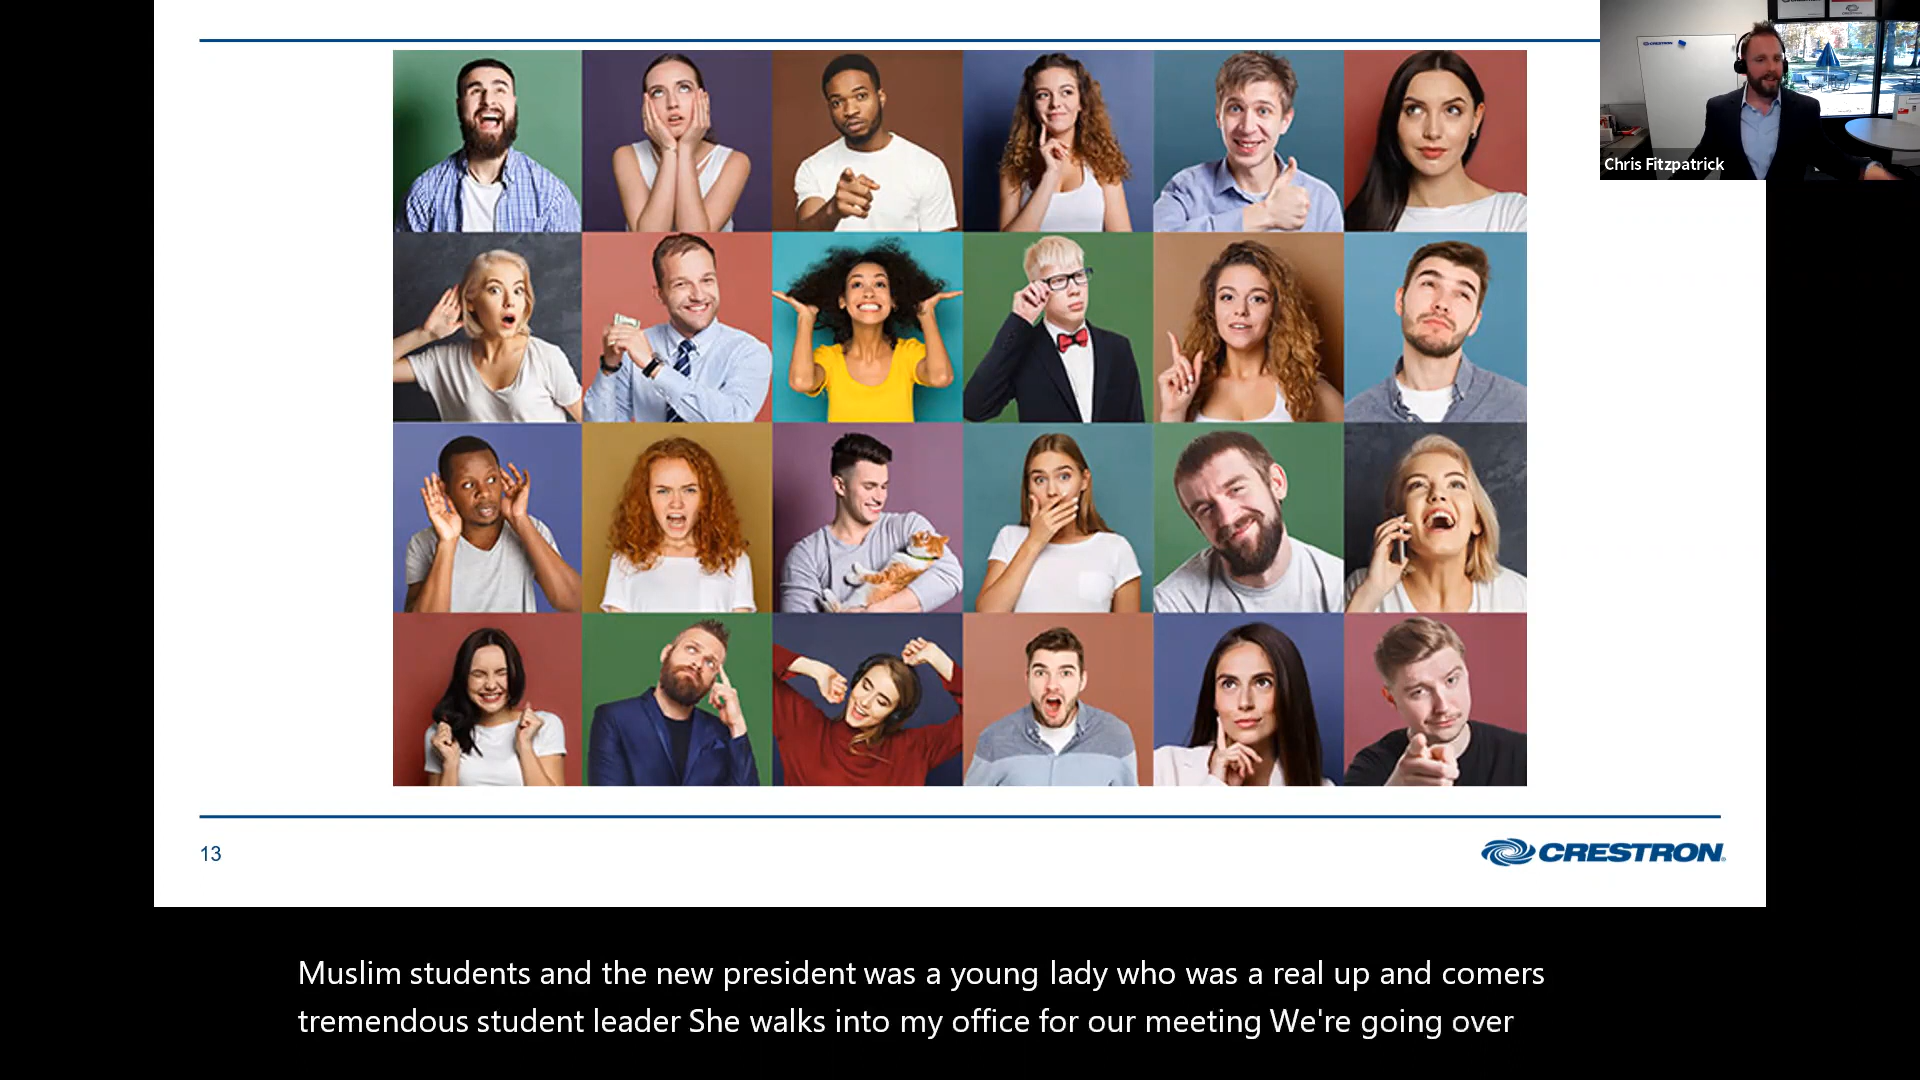 CRESTRON
Chris Fitzpatrick
13
CRESTRON
Muslim students and the new president was a young lady who was a real up and comers
tremendous student leader She walks into my office for our meeting We're going over